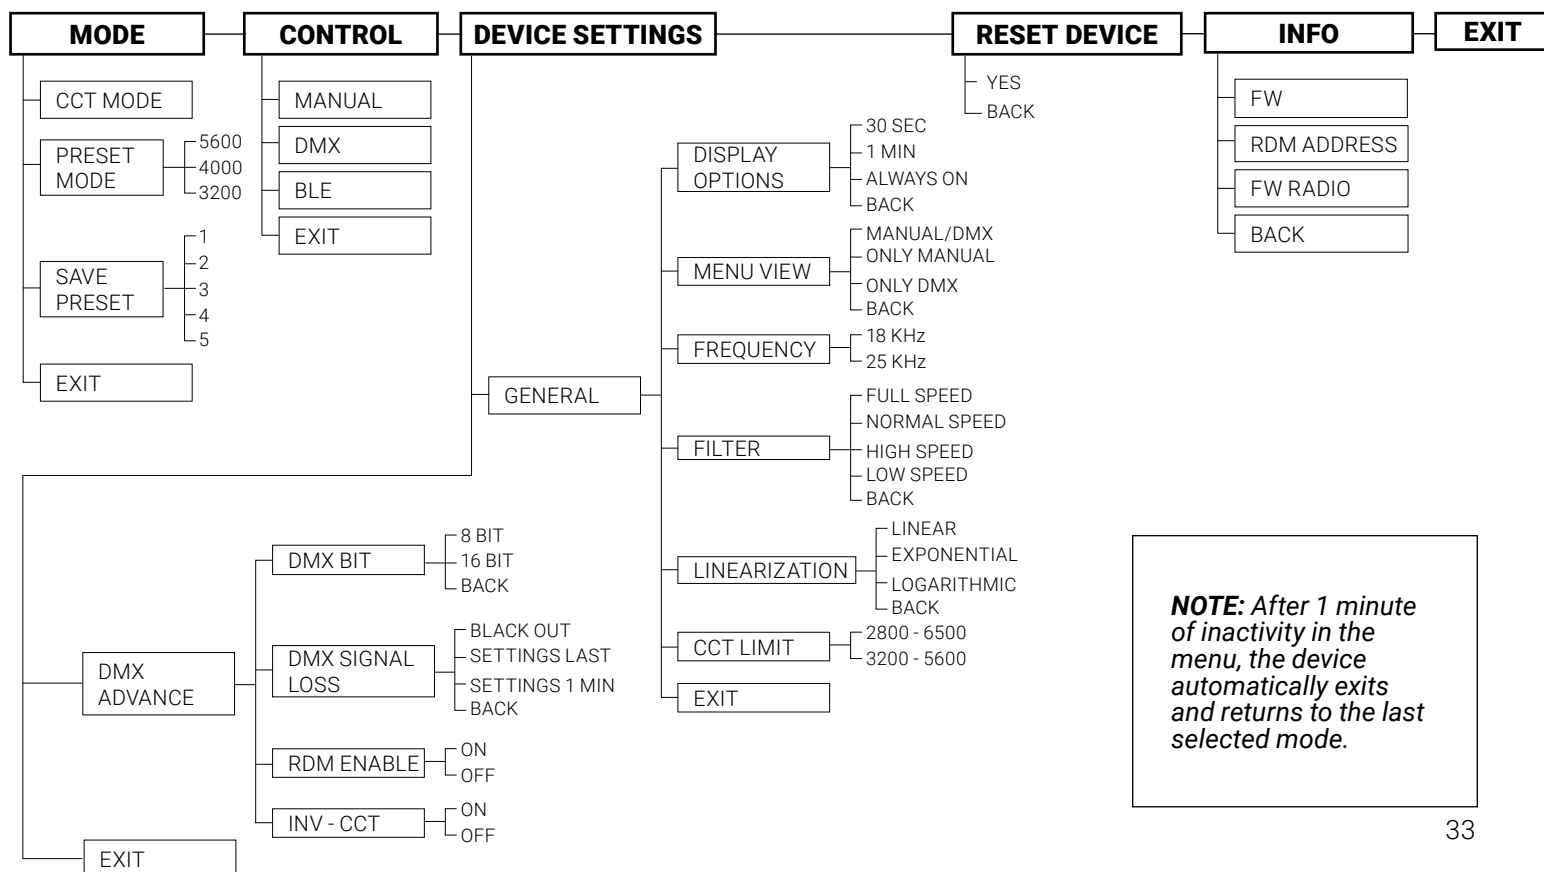 MODE
CONTROL
DEVICE SETTINGS
RESET DEVICE
INFO
EXIT
CCT MODE
PRESET
MODE
5600
4000
3200
SAVE
PRESET
1
2
3
4
5
EXIT
MANUAL
DMX
BLE
EXIT
GENERAL
DISPLAY
OPTIONS
30 SEC
1 MIN
ALWAYS ON
BACK
MENU VIEW
MANUAL/DMX
ONLY MANUAL
ONLY DMX
BACK
FREQUENCY
18 KHz
25 KHz
FILTER
FULL SPEED
NORMAL SPEED
HIGH SPEED
LOW SPEED
BACK
LINEARIZATION
LINEAR
EXPONENTIAL
LOGARITHMIC
BACK
CCT LIMIT
2800 - 6500
3200 - 5600
EXIT
DMX
ADVANCE
DMX BIT
8 BIT
16 BIT
BACK
DMX SIGNAL
LOSS
BLACK OUT
SETTINGS LAST
SETTINGS 1 MIN
BACK
RDM ENABLE
ON
OFF
INV - CCT
ON
OFF
EXIT
YES
BACK
FW
RDM ADDRESS
FW RADIO
BACK
NOTE: After 1 minute
of inactivity in the
menu, the device
automatically exits
and returns to the last
selected mode.
33